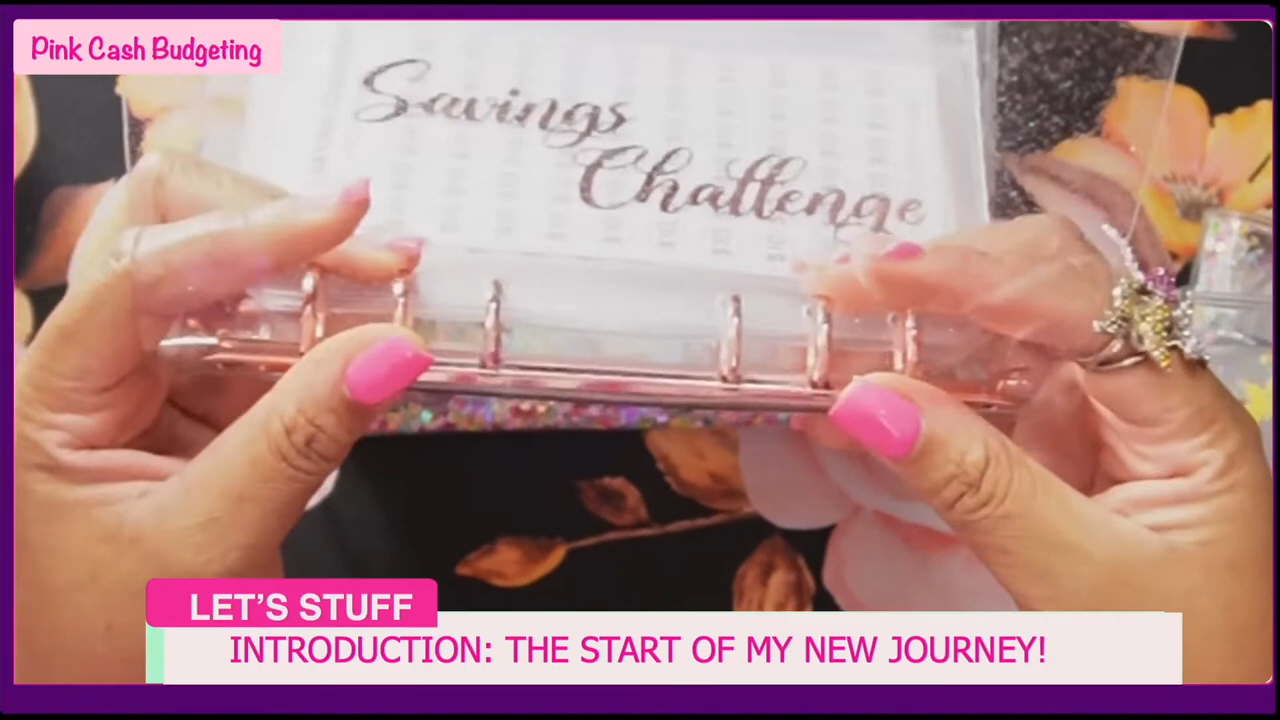 Pink Cash Budgeting
Savings
Challenge
LET'S STUFF
INTRODUCTION: THE START OF MY NEW JOURNEY!